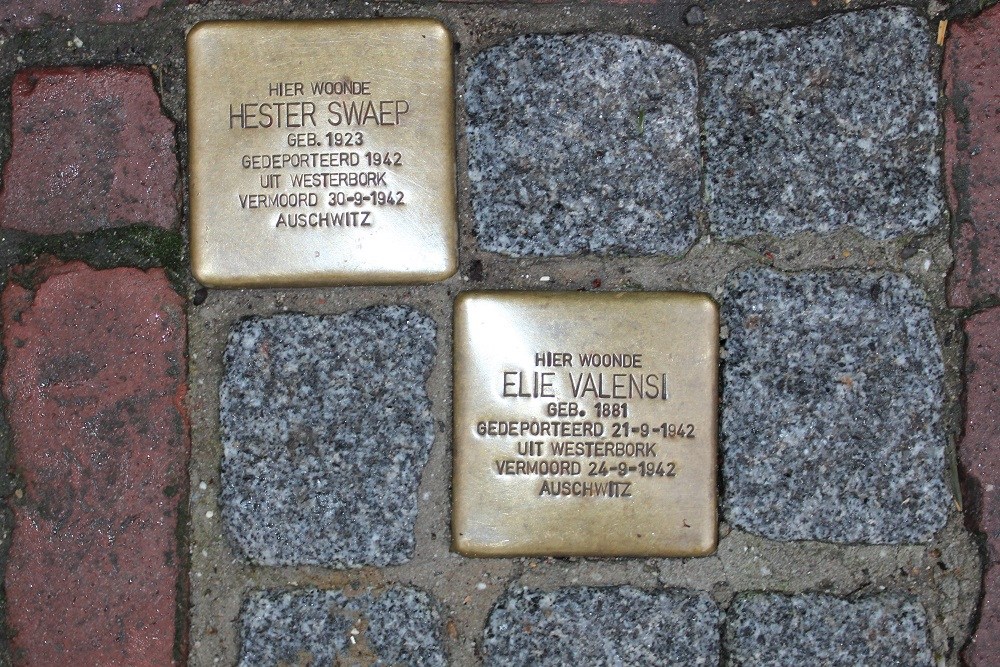 HIER WOONDE
HESTER SWAEP
GEB. 1923
GEDEPORTEERD 1942
UIT WESTERBORK
VERMOORD 30-9-1942
AUSCHWITZ
HIER WOONDE
ELIE VALENSI
GEB. 1881
GEDEPORTEERD 21-9-1942
UIT WESTERBORK
VERMOORD 24-9-1942
AUSCHWITZ